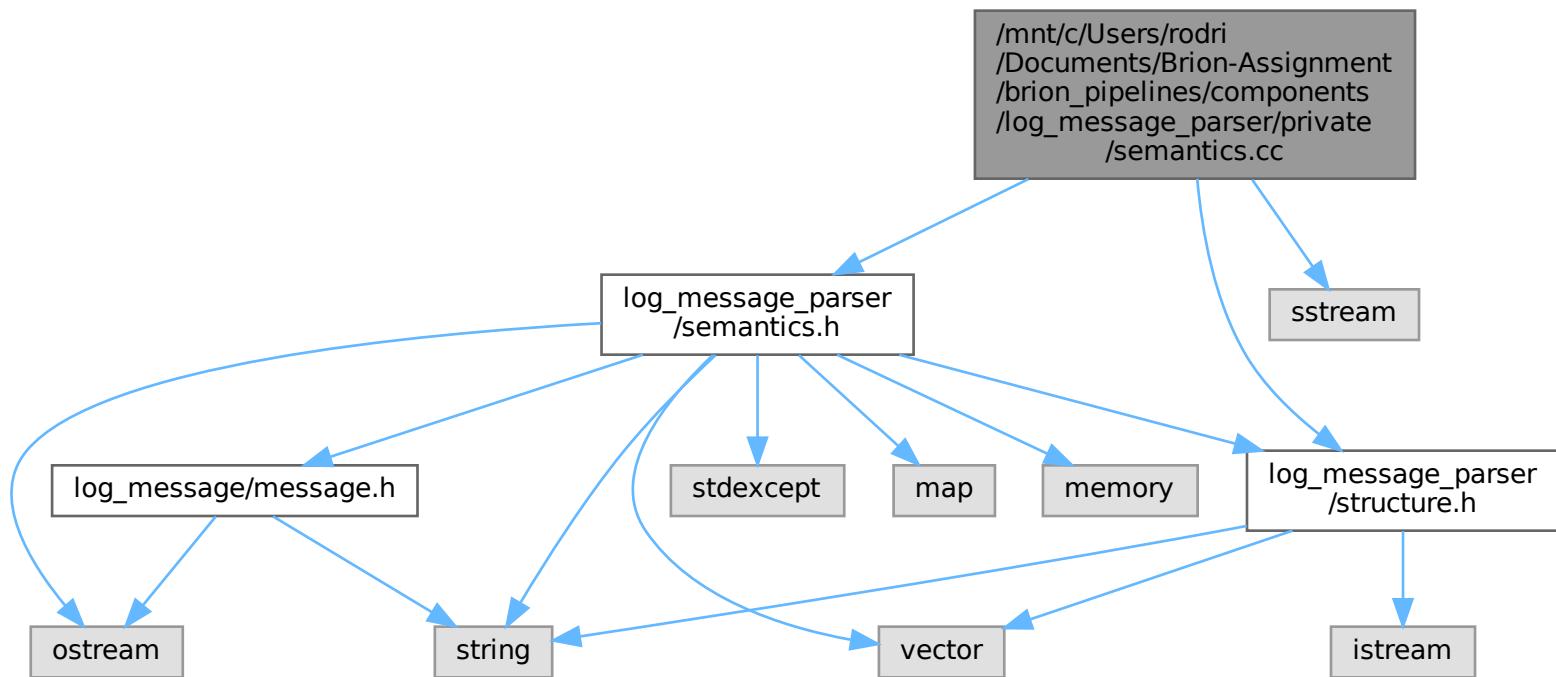 /mnt/c/Users/rodri
/Documents/Brion-Assignment
/brion_pipelines/components
/log_message_parser/private
/semantics.cc
log_message_parser
/semantics.h
sstream
log_message/message.h
stdexcept
map
memory
log_message_parser
/structure.h
ostream
string
vector
istream